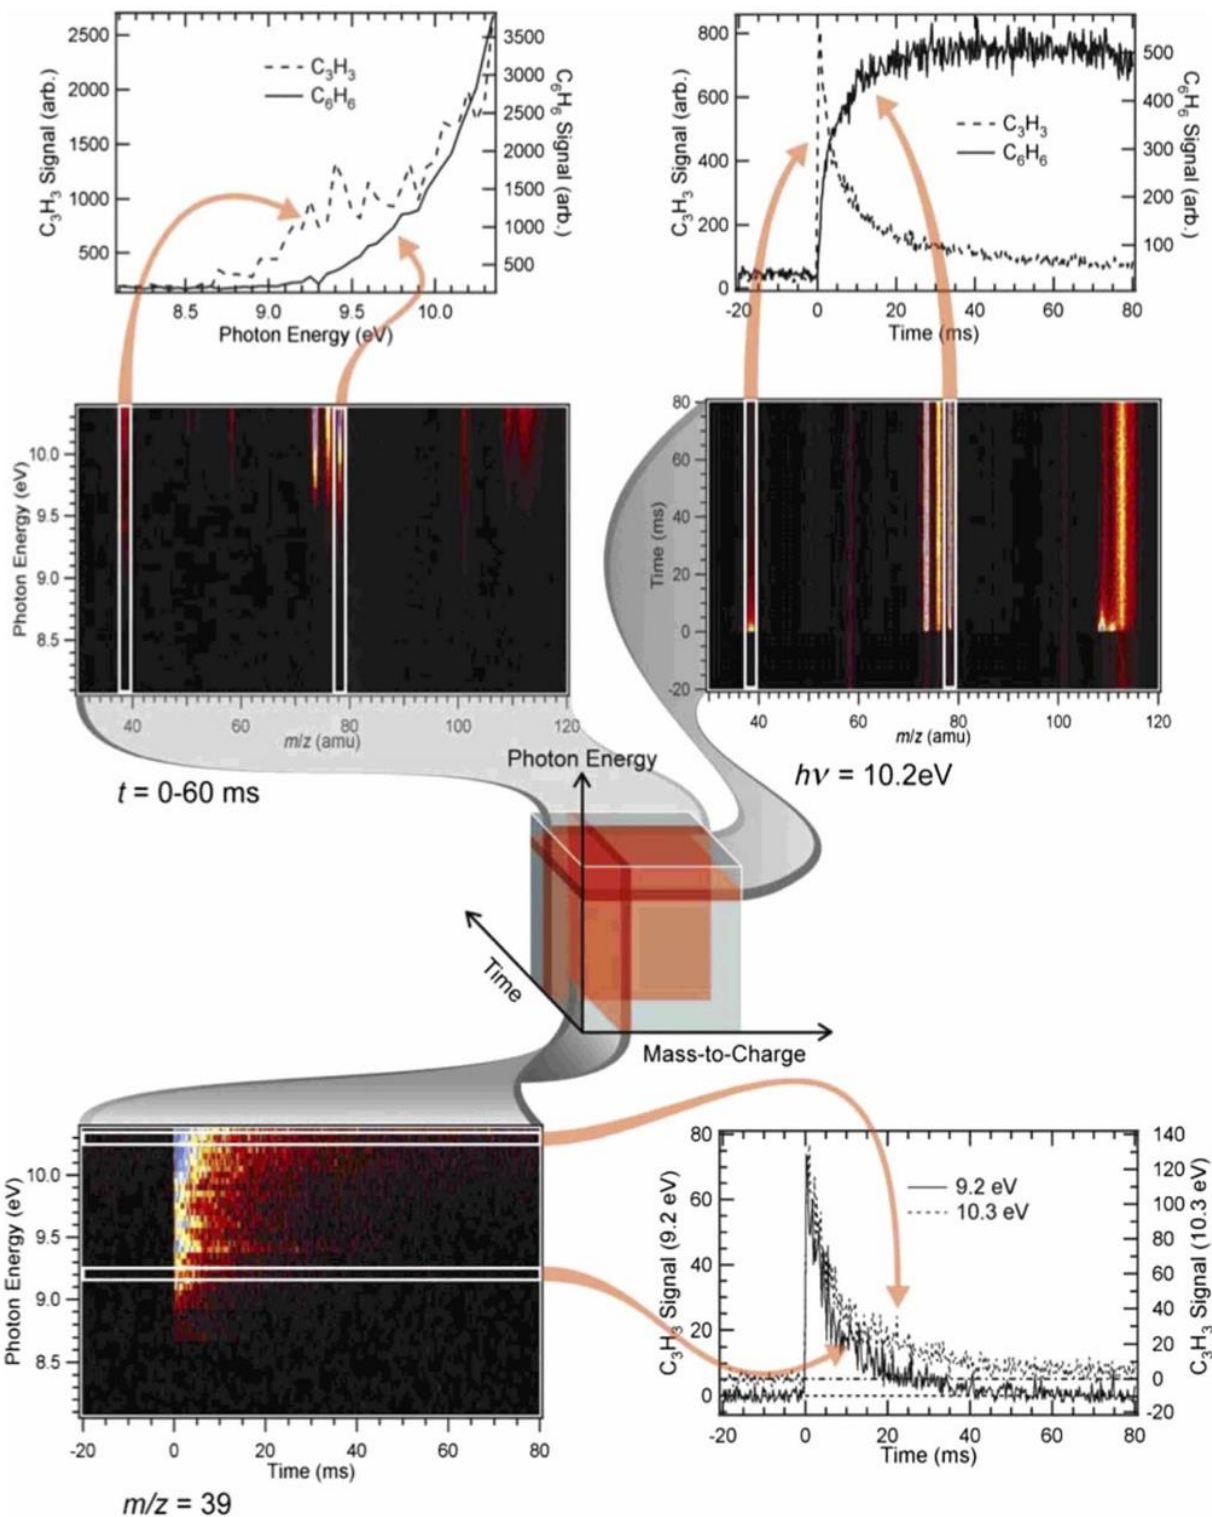 2500
2000
1500
1000
500
C₃H₃ Signal (arb.)
C₃H₃
C₆H₆
3500
3000
2500
2000
1500
1000
500
C₆H₆ Signal (arb.)
8.5 9.0 9.5 10.0
Photon Energy (eV)
800
600
400
200
0
C₃H₃ Signal (arb.)
C₃H₃
C₆H₆
500
400
300
200
100
C₆H₆ Signal (arb.)
-20 0 20 40 60 80
Time (ms)
10.0
9.5
9.0
8.5
Photon Energy (eV)
40 60 80 100 120
m/z (amu)
t = 0-60 ms
80
60
40
20
0
-20
Time (ms)
40 60 80 100 120
m/z (amu)
hν = 10.2eV
Photon Energy
Time
Mass-to-Charge
10.0
9.5
9.0
8.5
Photon Energy (eV)
-20 0 20 40 60 80
Time (ms)
m/z = 39
80
60
40
20
0
C₃H₃ Signal (9.2 eV)
9.2 eV
10.3 eV
140
120
100
80
60
40
20
0
-20
C₃H₃ Signal (10.3 eV)
-20 0 20 40 60 80
Time (ms)